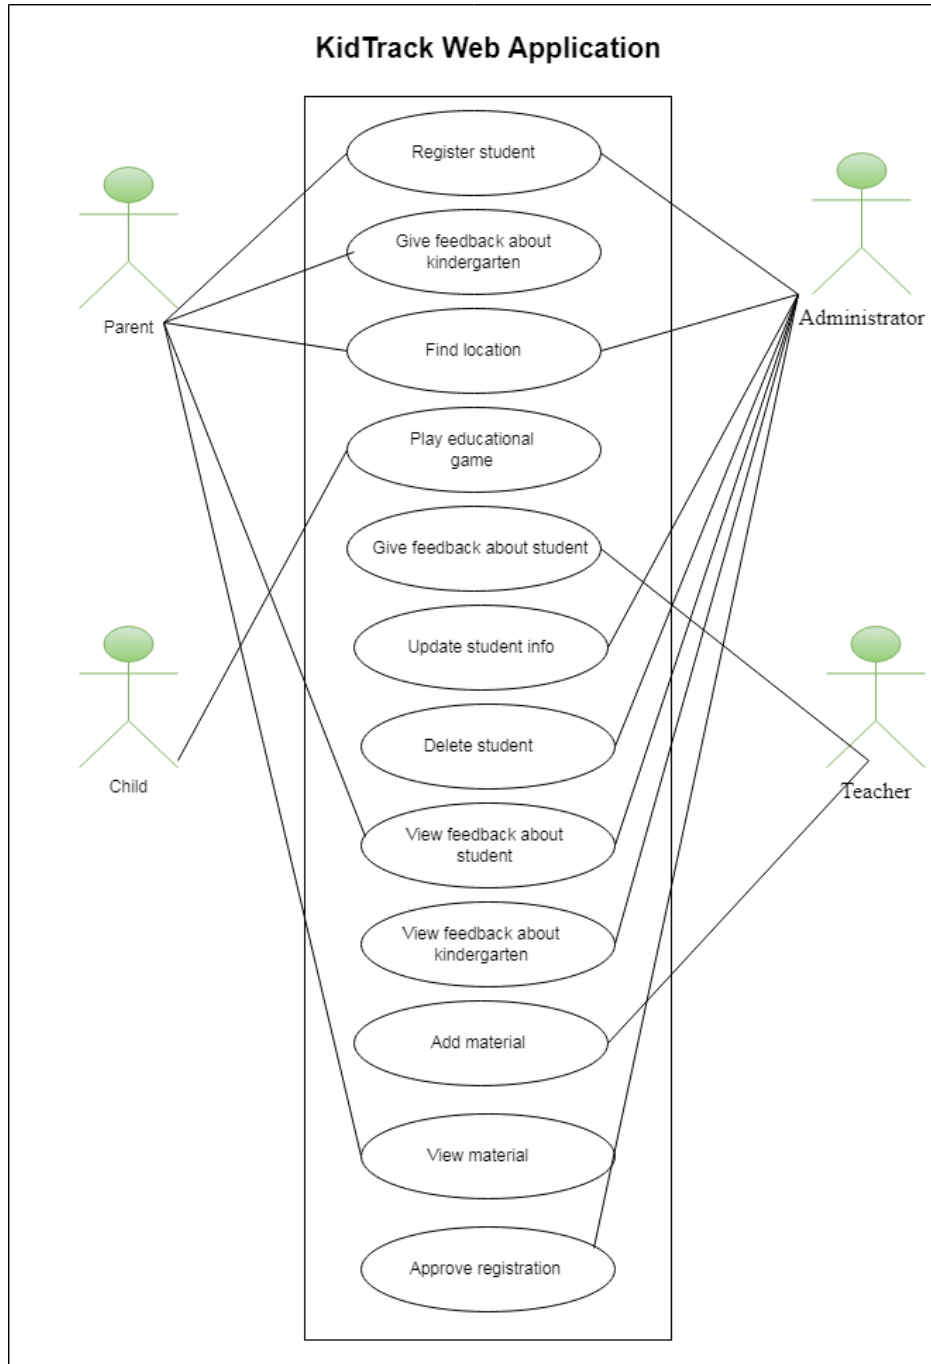 KidTrack Web Application
Register student
Give feedback about
kindergarten
Parent
Administrator
Find location
Play educational
game
Give feedback about student
Update student info
Delete student
Child
Teacher
View feedback about
student
View feedback about
kindergarten
Add material
View material
Approve registration